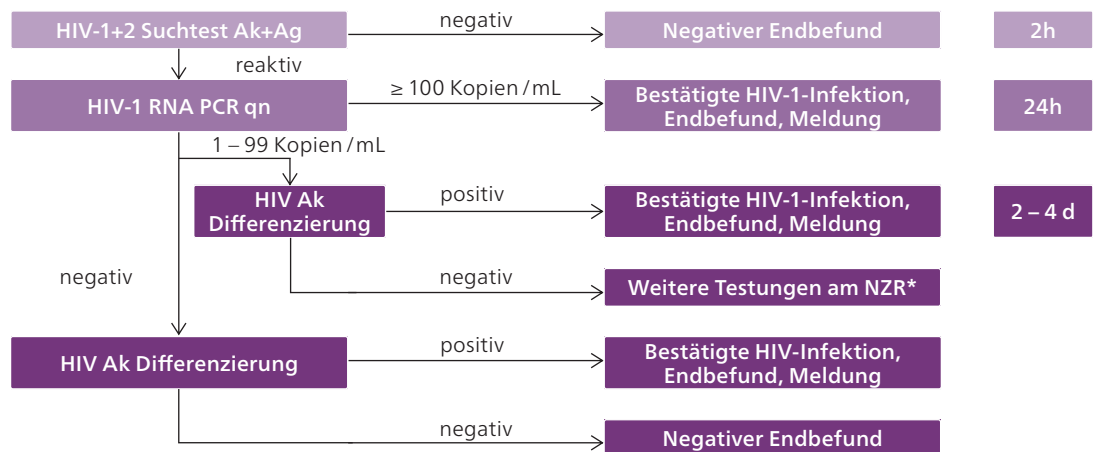 HIV-1+2 Suchtest Ak+Ag
negativ
Negativer Endbefund
2h
reaktiv
HIV-1 RNA PCR qn
≥ 100 Kopien / mL
Bestätigte HIV-1-Infektion,
Endbefund, Meldung
24h
1 – 99 Kopien / mL
HIV Ak
Differenzierung
positiv
Bestätigte HIV-1-Infektion,
Endbefund, Meldung
2 – 4 d
negativ
negativ
Weitere Testungen am NZR*
HIV Ak Differenzierung
positiv
Bestätigte HIV-Infektion,
Endbefund, Meldung
negativ
Negativer Endbefund